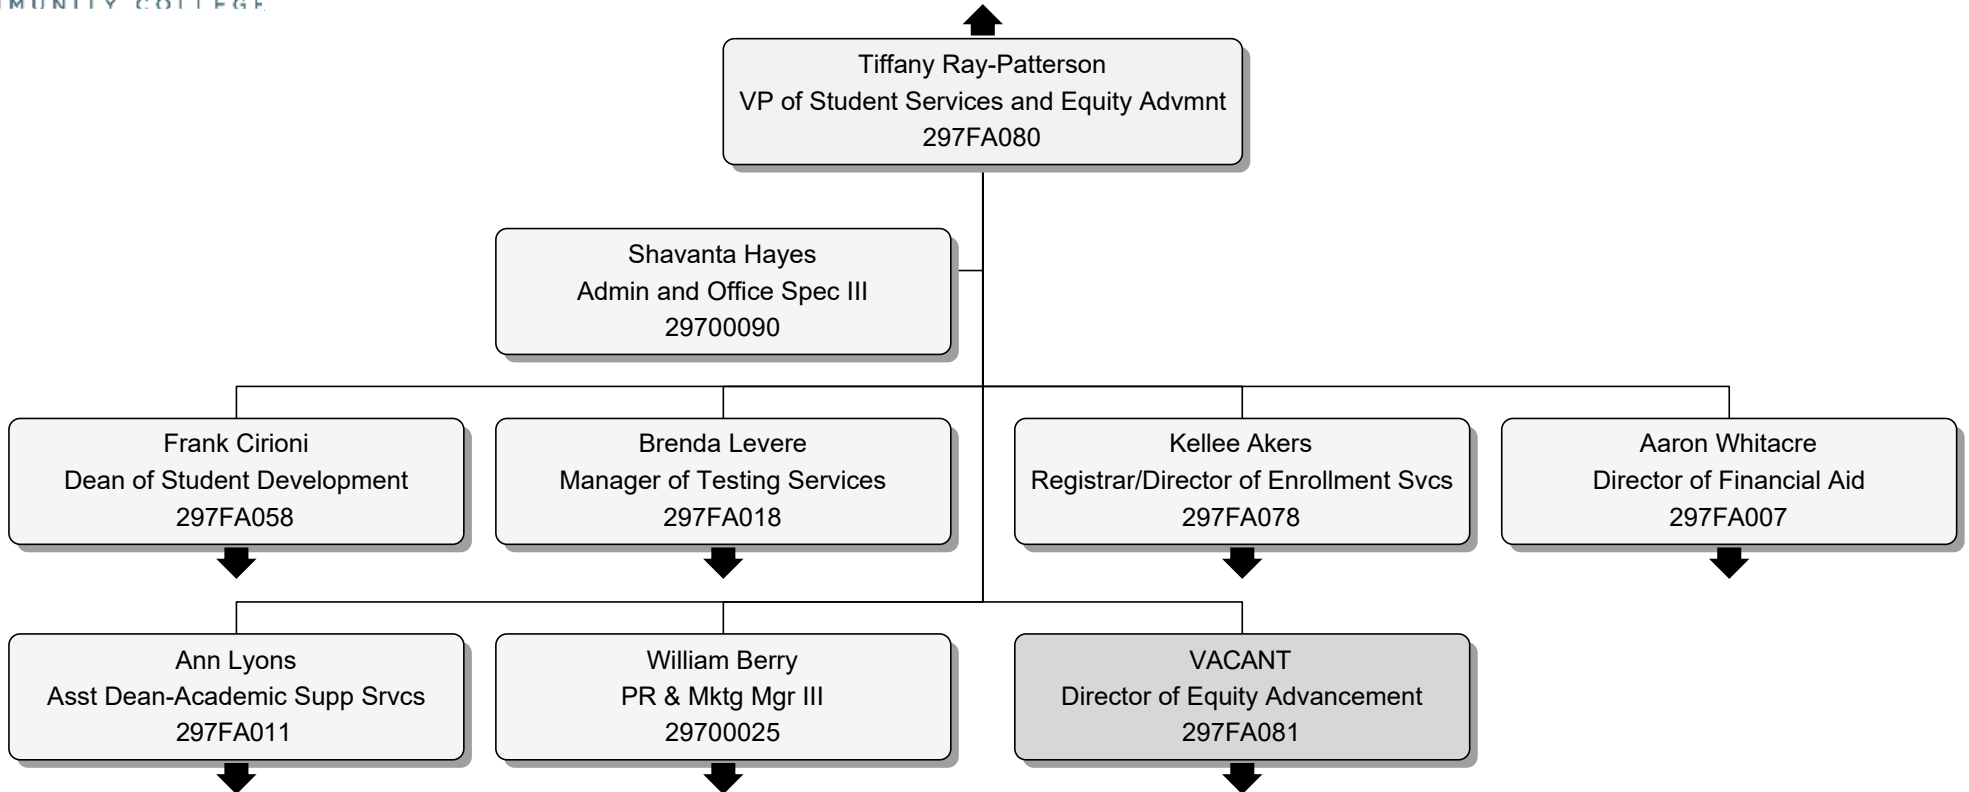 MUNITY COLLEGE
Tiffany Ray-Patterson
VP of Student Services and Equity Advmnt
297FA080
Shavanta Hayes
Admin and Office Spec III
29700090
Frank Cirioni
Dean of Student Development
297FA058
Brenda Levere
Manager of Testing Services
297FA018
Kellee Akers
Registrar/Director of Enrollment Svcs
297FA078
Aaron Whitacre
Director of Financial Aid
297FA007
Ann Lyons
Asst Dean-Academic Supp Srvcs
297FA011
William Berry
PR & Mktg Mgr III
29700025
VACANT
Director of Equity Advancement
297FA081